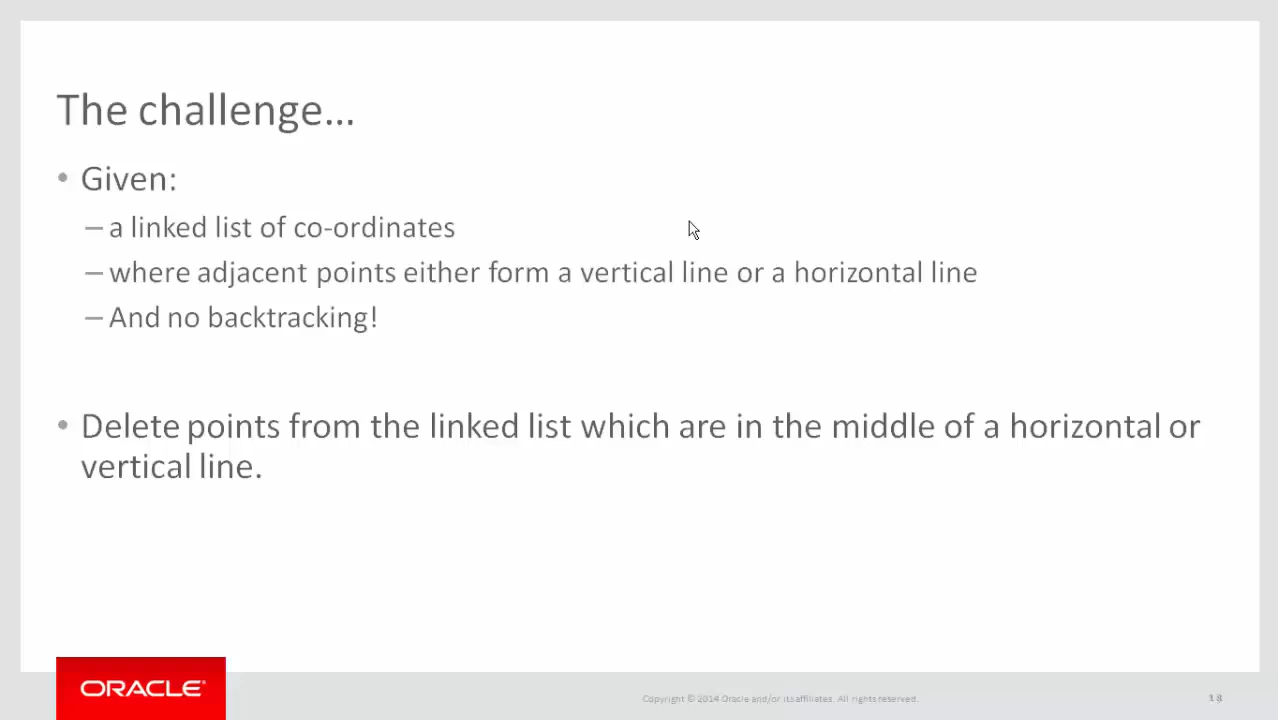 The challenge...
• Given:
– a linked list of co-ordinates
– where adjacent points either form a vertical line or a horizontal line
– And no backtracking!
• Delete points from the linked list which are in the middle of a horizontal or
vertical line.
ORACLE®
Copyright © 2014 Oracle and/or its affiliates. All rights reserved.
18